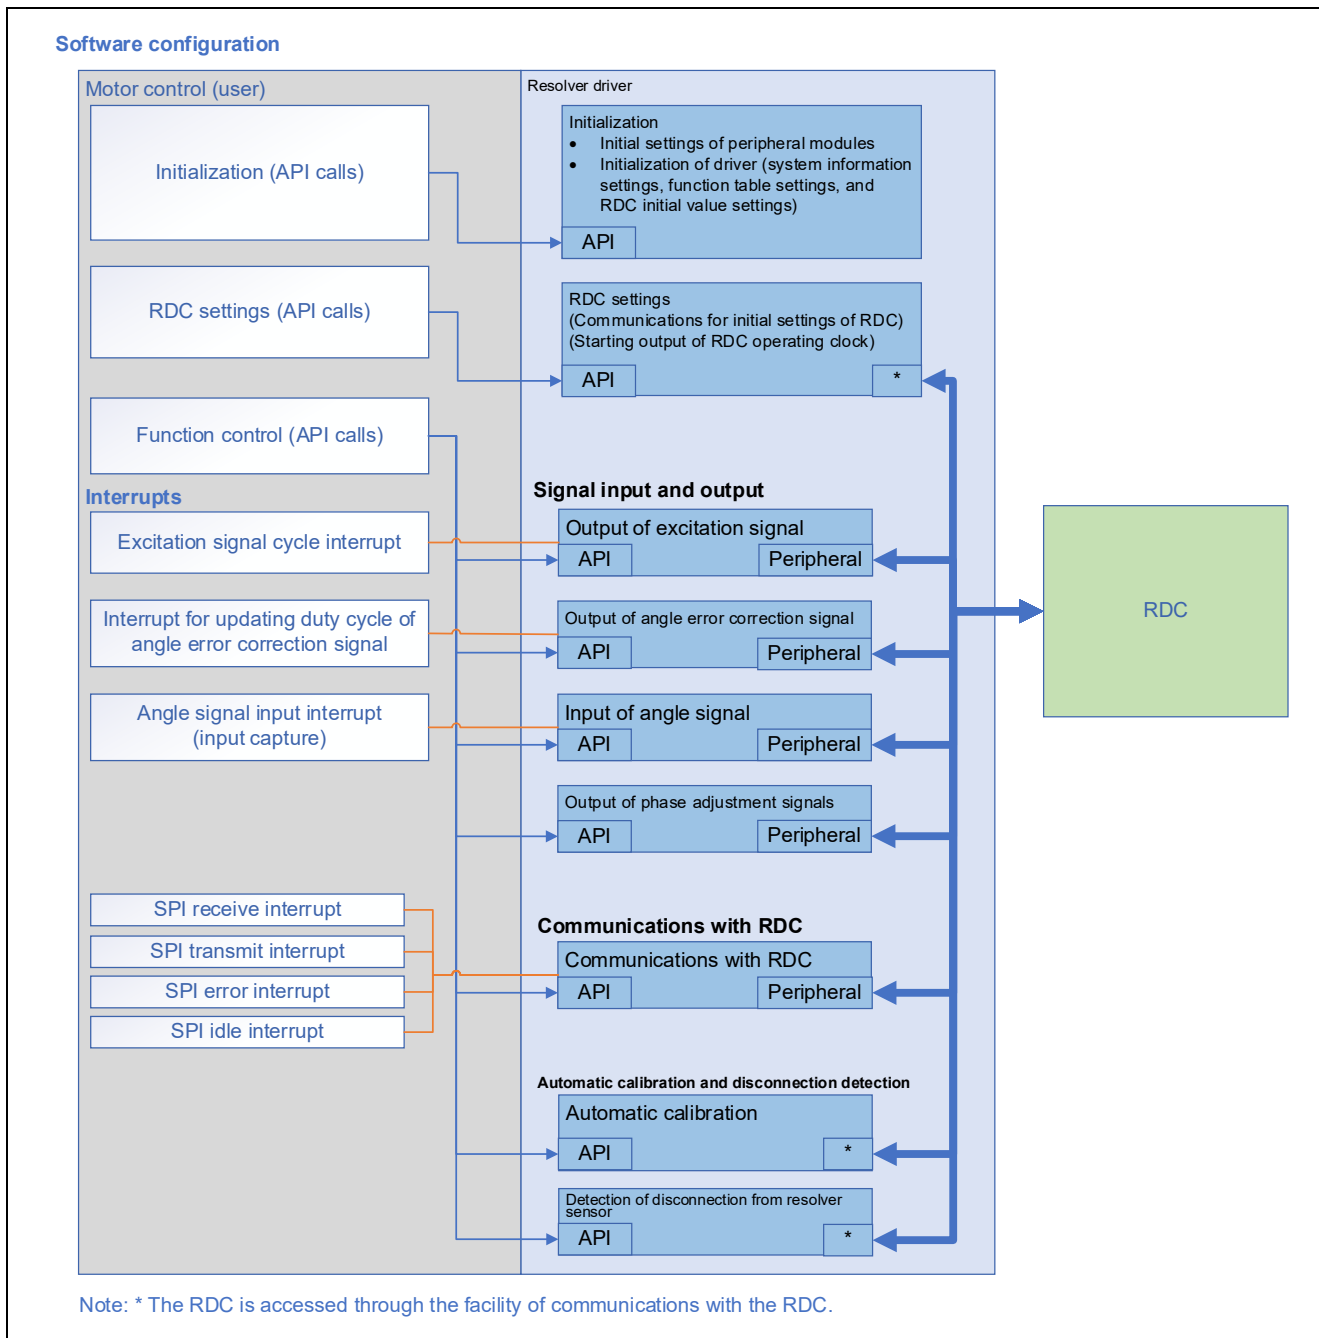 Software configuration
Motor control (user)
Initialization (API calls)
RDC settings (API calls)
Function control (API calls)
Interrupts
Excitation signal cycle interrupt
Interrupt for updating duty cycle of
angle error correction signal
Angle signal input interrupt
(input capture)
SPI receive interrupt
SPI transmit interrupt
SPI error interrupt
SPI idle interrupt
Resolver driver
Initialization
• Initial settings of peripheral modules
• Initialization of driver (system information
settings, function table settings, and
RDC initial value settings)
API
RDC settings
(Communications for initial settings of RDC)
(Starting output of RDC operating clock)
API *
Signal input and output
Output of excitation signal
API Peripheral
Output of angle error correction signal
API Peripheral
Input of angle signal
API Peripheral
Output of phase adjustment signals
API Peripheral
Communications with RDC
Communications with RDC
API Peripheral
Automatic calibration and disconnection detection
Automatic calibration
API *
Detection of disconnection from resolver
sensor
API *
RDC
Note: * The RDC is accessed through the facility of communications with the RDC.